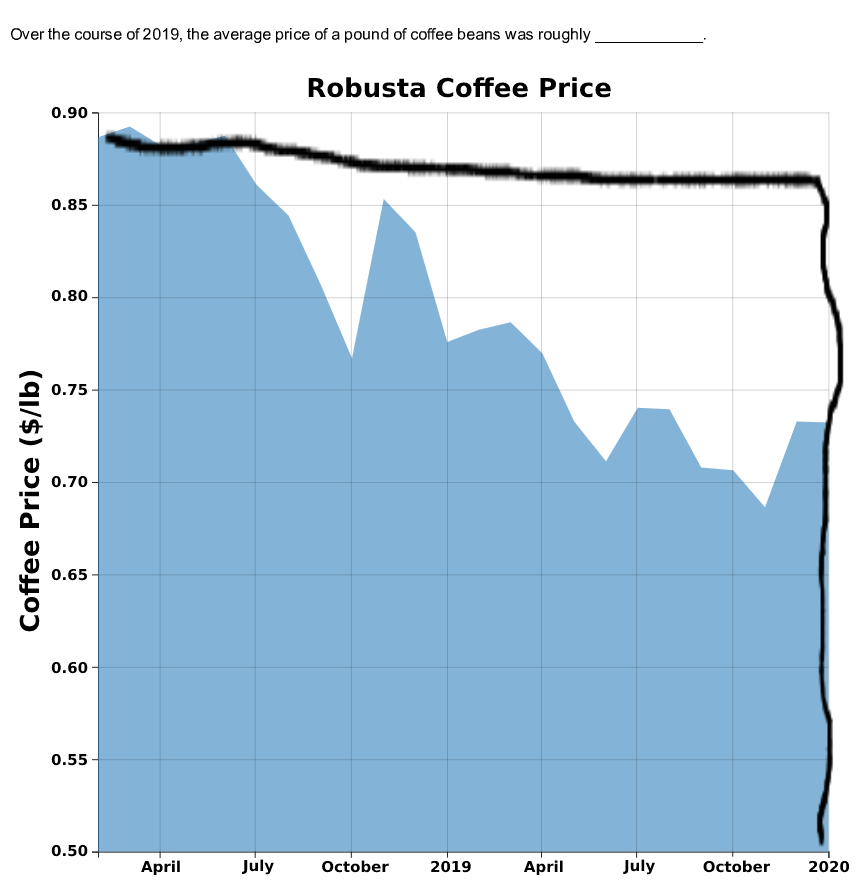 Over the course of 2019, the average price of a pound of coffee beans was roughly _____________.
Robusta Coffee Price
0.90
0.85
0.80
0.75
0.70
0.65
0.60
0.55
0.50
Coffee Price ($/lb)
April July October 2019 April July October 2020